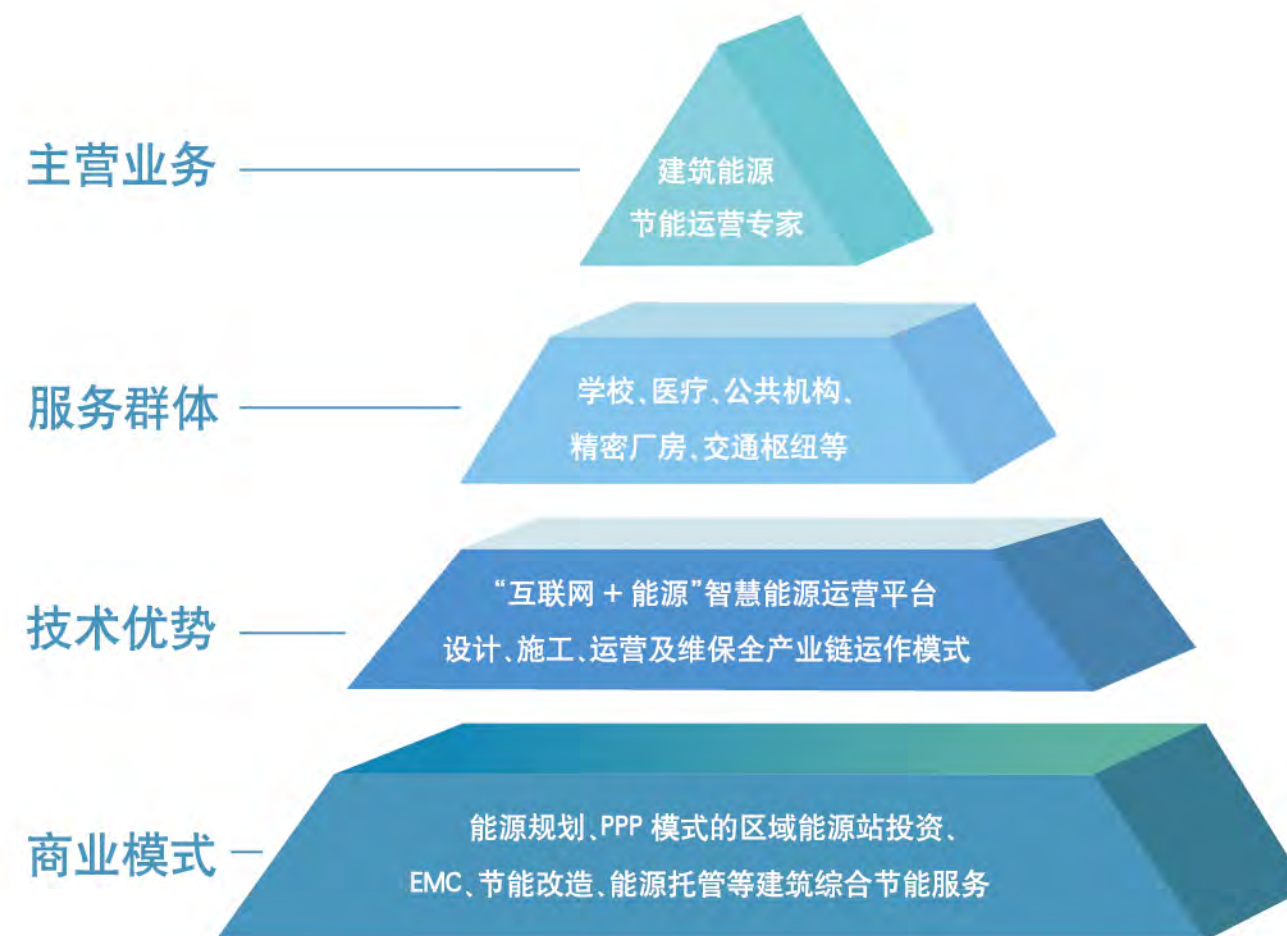 主营业务
建筑能源
节能运营专家
服务群体
学校、医疗、公共机构、
精密厂房、交通枢纽等
技术优势
“互联网 + 能源”智慧能源运营平台
设计、施工、运营及维保全产业链运作模式
商业模式
能源规划、PPP 模式的区域能源站投资、
EMC、节能改造、能源托管等建筑综合节能服务